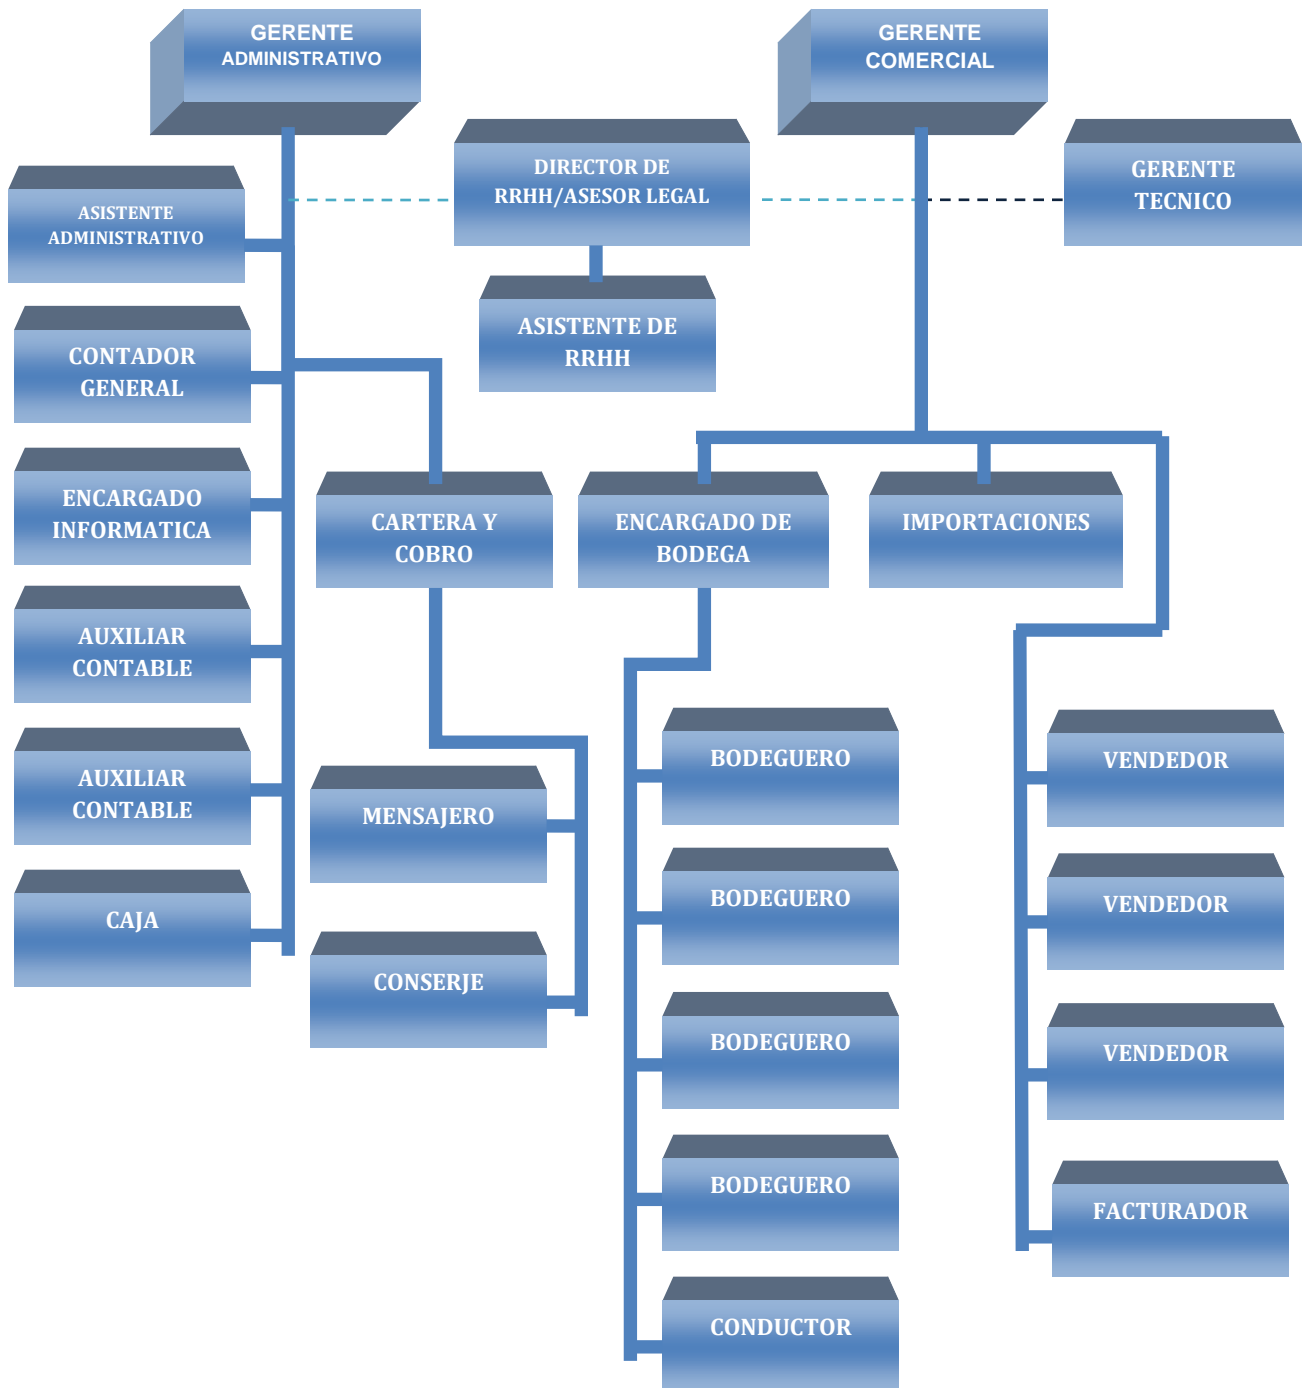 GERENTE
ADMINISTRATIVO
GERENTE
COMERCIAL
DIRECTOR DE
RRHH/ASESOR LEGAL
GERENTE
TECNICO
ASISTENTE
ADMINISTRATIVO
ASISTENTE DE
RRHH
CONTADOR
GENERAL
ENCARGADO
INFORMATICA
CARTERA Y
COBRO
ENCARGADO DE
BODEGA
IMPORTACIONES
AUXILIAR
CONTABLE
AUXILIAR
CONTABLE
CAJA
MENSAJERO
CONSERJE
BODEGUERO
BODEGUERO
BODEGUERO
BODEGUERO
CONDUCTOR
VENDEDOR
VENDEDOR
VENDEDOR
FACTURADOR